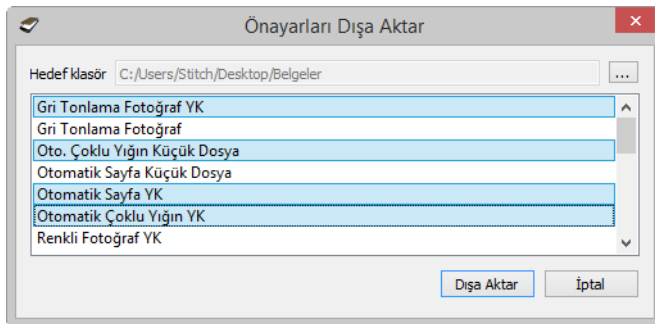 Önayarları Dışa Aktar
Hedef klasör C:/Users/Stitch/Desktop/Belgeler ...
Gri Tonlama Fotoğraf YK
Gri Tonlama Fotoğraf
Oto. Çoklu Yığın Küçük Dosya
Otomatik Sayfa Küçük Dosya
Otomatik Sayfa YK
Otomatik Çoklu Yığın YK
Renkli Fotoğraf YK
Dışa Aktar İptal